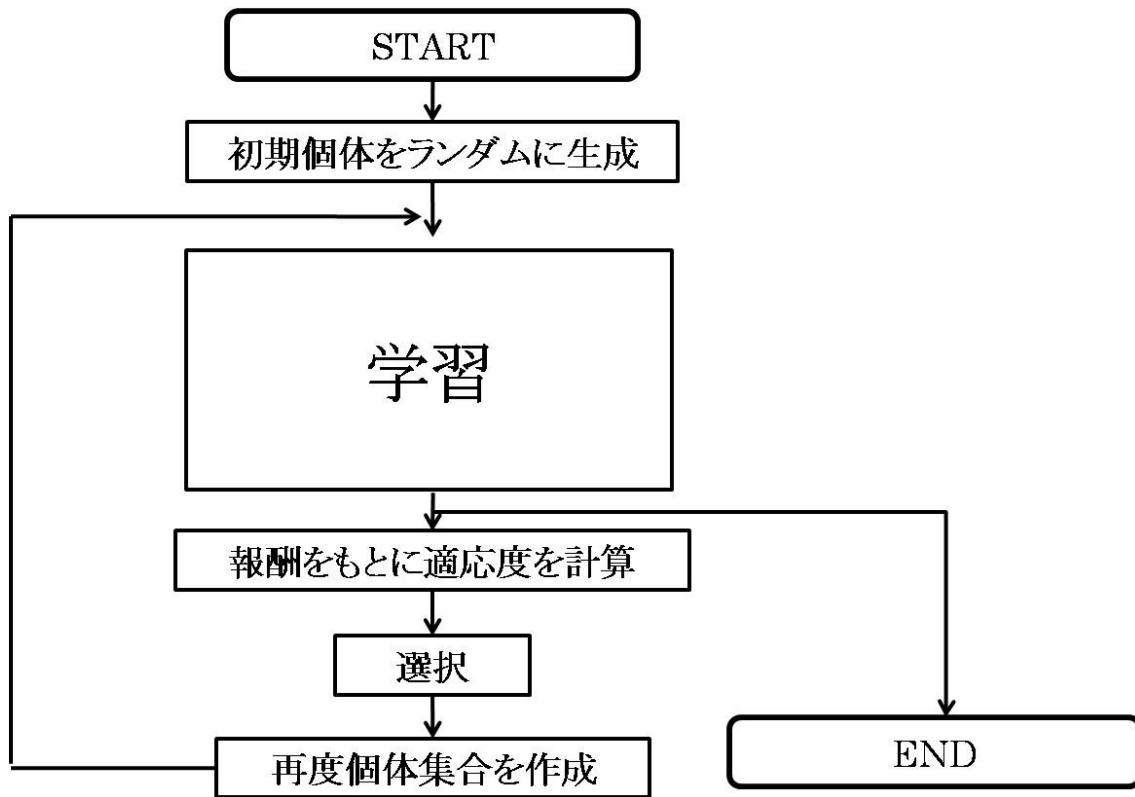 START
初期個体をランダムに生成
学習
報酬をもとに適応度を計算
選択
再度個体集合を作成
END